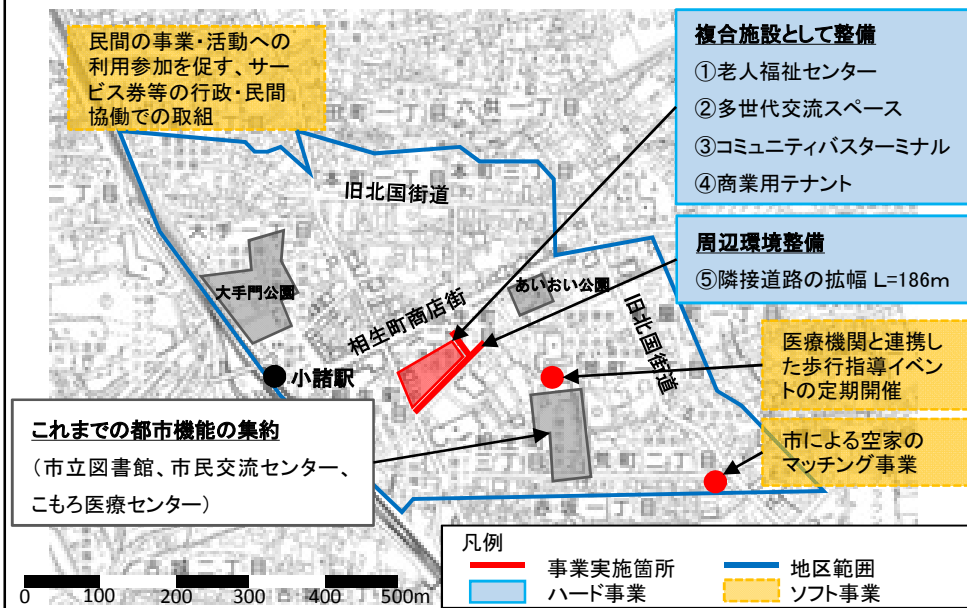 民間の事業・活動への
利用参加を促す、サー
ビス券等の行政・民間
協働での取組
複合施設として整備
①老人福祉センター
②多世代交流スペース
③コミュニティバスターミナル
④商業用テナント
周辺環境整備
⑤隣接道路の拡幅 L=186m
旧北国街道
大手門公園
相生町商店街
あいおい公園
旧北国街道
小諸駅
医療機関と連携し
た歩行指導イベン
トの定期開催
市による空家の
マッチング事業
これまでの都市機能の集約
（市立図書館、市民交流センター、
こもろ医療センター）
凡例
事業実施箇所
地区範囲
ハード事業
ソフト事業
0 100 200 300 400 500m